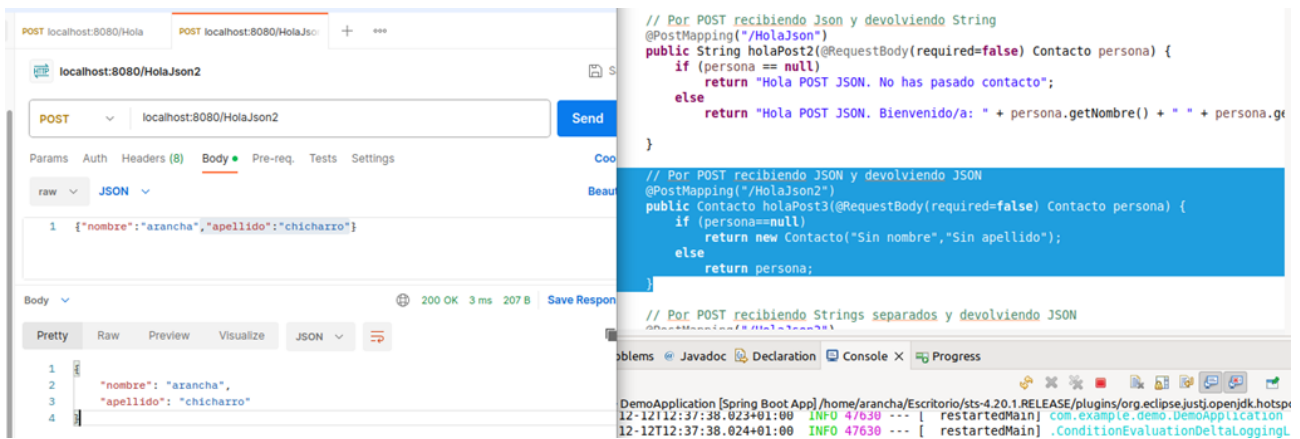 POST localhost:8080/Hola
POST localhost:8080/HolaJso
HTTP localhost:8080/HolaJson2
POST localhost:8080/HolaJson2 Send
Params Auth Headers (8) Body Pre-req. Tests Settings Coo
raw JSON Beaut
1 {"nombre":"arancha","apellido":"chicharro"}
Body 200 OK 3 ms 207 B Save Respon
Pretty Raw Preview Visualize JSON
1 {
2 "nombre": "arancha",
3 "apellido": "chicharro"
4 }
// Por POST recibiendo Json y devolviendo String
@PostMapping("/HolaJson")
public String holaPost2(@RequestBody(required=false) Contacto persona) {
if (persona == null)
return "Hola POST JSON. No has pasado contacto";
else
return "Hola POST JSON. Bienvenido/a: " + persona.getNombre() + " " + persona.ge
}
// Por POST recibiendo JSON y devolviendo JSON
@PostMapping("/HolaJson2")
public Contacto holaPost3(@RequestBody(required=false) Contacto persona) {
if (persona==null)
return new Contacto("Sin nombre","Sin apellido");
else
return persona;
}
// Por POST recibiendo Strings separados y devolviendo JSON
oblems Javadoc Declaration Console Progress
DemoApplication [Spring Boot App] /home/arancha/Escritorio/sts-4.20.1.RELEASE/plugins/org.eclipse.justj.openjdk.hotspo
12-12T12:37:38.023+01:00 INFO 47630 --- [ restartedMain] com.example.demo.DemoApplication
12-12T12:37:38.024+01:00 INFO 47630 --- [ restartedMain] .ConditionEvaluationDeltaLoggingL